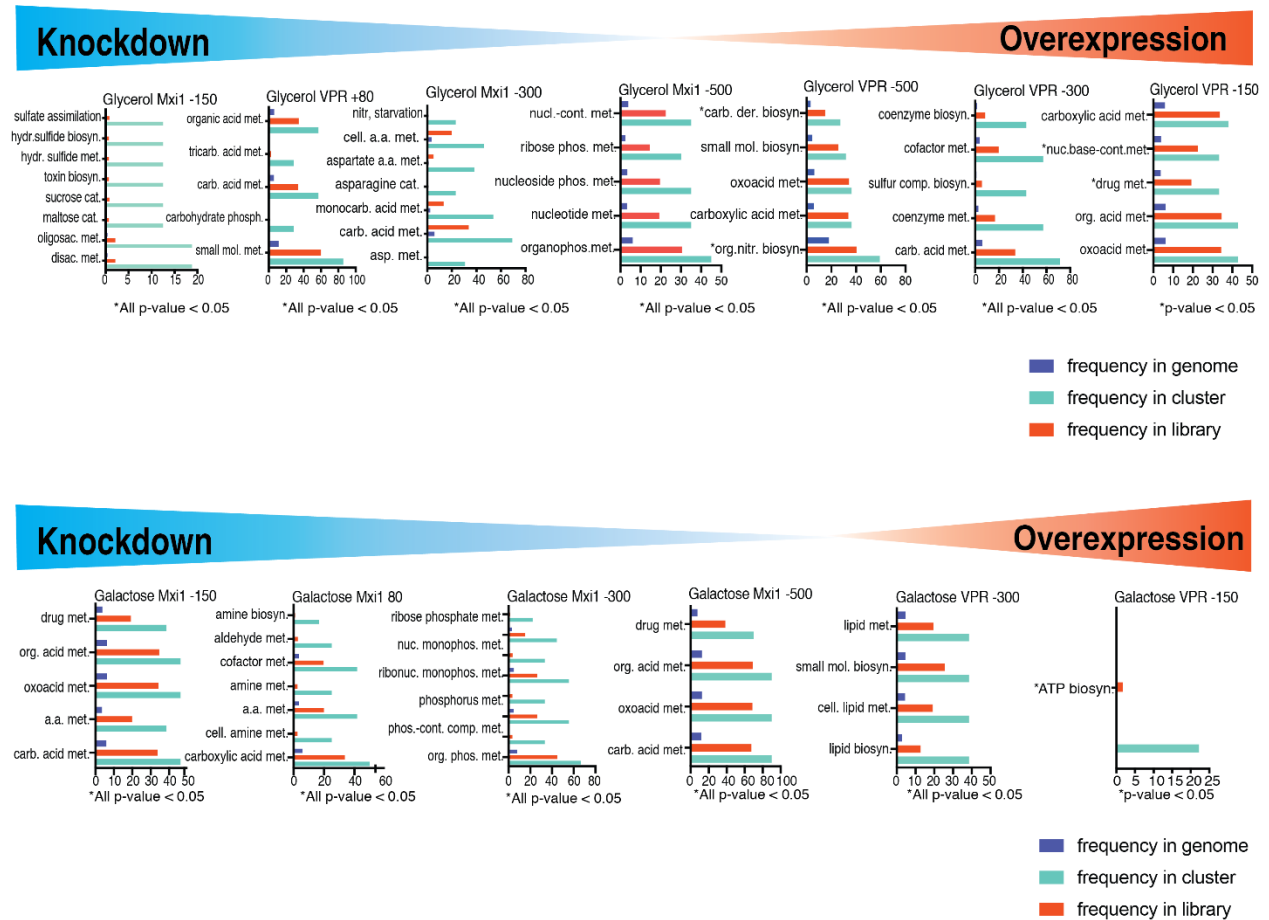 Knockdown
Overexpression
Glycerol Mxi1 -150
sulfate assimilation
hydr.sulfide biosyn.
hydr. sulfide met.
toxin biosyn.
sucrose cat.
maltose cat.
oligosac. met.
disac. met.
0 5 10 15 20
*All p-value < 0.05
Glycerol VPR +80
organic acid met.
tricarb. acid met.
carb. acid met.
carbohydrate phosph.
small mol. met.
0 20 40 60 80 100
*All p-value < 0.05
Glycerol Mxi1 -300
nitr, starvation
cell. a.a. met.
aspartate a.a. met.
asparagine cat.
monocarb. acid met.
carb. acid met.
asp. met.
0 20 40 60 80
*All p-value < 0.05
Glycerol Mxi1 -500
nucl.-cont. met.
ribose phos. met.
nucleoside phos. met.
nucleotide met.
organophos.met.
0 10 20 30 40 50
*All p-value < 0.05
Glycerol VPR -500
*carb. der. biosyn.
small mol. biosyn.
oxoacid met.
carboxylic acid met.
*org.nitr. biosyn.
0 20 40 60 80
*All p-value < 0.05
Glycerol VPR -300
coenzyme biosyn.
cofactor met.
sulfur comp. biosyn.
coenzyme met.
carb. acid met.
0 20 40 60 80
*All p-value < 0.05
Glycerol VPR -150
carboxylic acid met.
*nuc.base-cont.met.
*drug met.
org. acid met.
oxoacid met.
0 10 20 30 40 50
*p-value < 0.05
frequency in genome
frequency in cluster
frequency in library
Knockdown
Overexpression
Galactose Mxi1 -150
drug met.
org. acid met.
oxoacid met.
a.a. met.
carb. acid met.
0 10 20 30 40 50
*All p-value < 0.05
Galactose Mxi1 80
amine biosyn.
aldehyde met.
cofactor met.
amine met.
a.a. met.
cell. amine met.
carboxylic acid met.
0 10 20 30 40 50 60
*All p-value < 0.05
Galactose Mxi1 -300
ribose phosphate met.
nuc. monophos. met.
ribonuc. monophos. met.
phosphorus met.
phos.-cont. comp. met.
org. phos. met.
0 20 40 60 80
*All p-value < 0.05
Galactose Mxi1 -500
drug met.
org. acid met.
oxoacid met.
carb. acid met.
0 20 40 60 80 100
*All p-value < 0.05
Galactose VPR -300
lipid met.
small mol. biosyn.
cell. lipid met.
lipid biosyn.
0 10 20 30 40 50
*All p-value < 0.05
Galactose VPR -150
*ATP biosyn.
0 5 10 15 20 25
*p-value < 0.05
frequency in genome
frequency in cluster
frequency in library